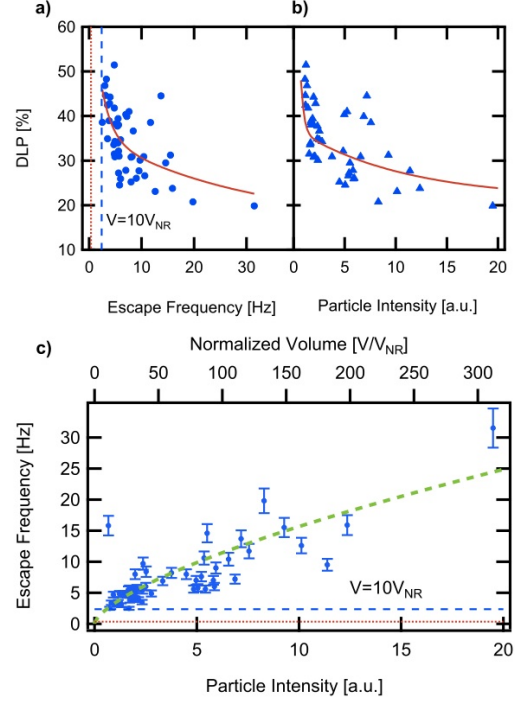 a)
b)
60
50
40
30
20
10
DLP [%]
V=10V_NR
0 10 20 30
0 5 10 15 20
Escape Frequency [Hz]
Particle Intensity [a.u.]
Normalized Volume [V/V_NR]
c)
0 50 100 150 200 250 300
30
25
20
15
10
5
0
Escape Frequency [Hz]
V=10V_NR
0 5 10 15 20
Particle Intensity [a.u.]